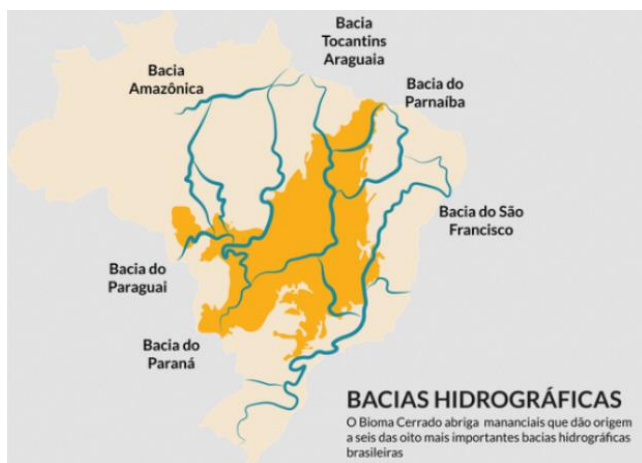 Bacia
Tocantins
Araguaia
Bacia
Amazônica
Bacia do
Parnaíba
Bacia do São
Francisco
Bacia do
Paraguai
Bacia do
Paraná
BACIAS HIDROGRÁFICAS
O Bioma Cerrado abriga mananciais que dão origem
a seis das oito mais importantes bacias hidrográficas
brasileiras